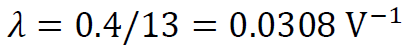 λ = 0.4/13 = 0.0308 V⁻¹